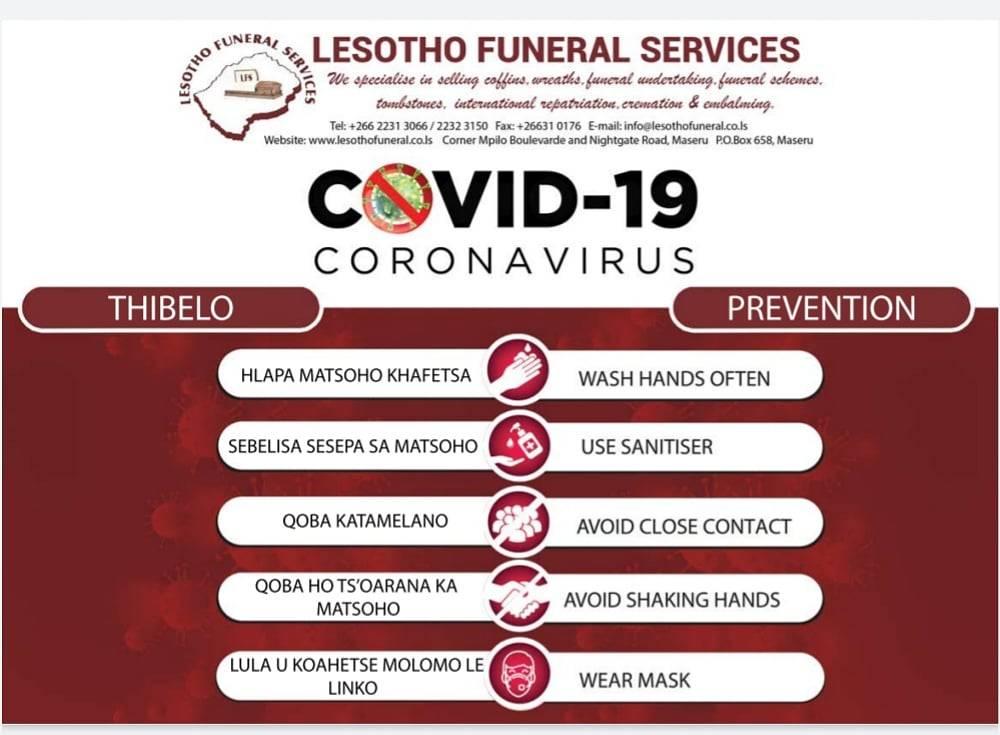 LESOTHO FUNERAL SERVICES
LFS
LESOTHO FUNERAL SERVICES
We specialise in selling coffins, wreaths, funeral undertaking, funeral schemes,
tombstones, international repatriation, cremation & embalming.
Tel: +266 2231 3066 / 2232 3150 Fax: +26631 0176 E-mail: info@lesothofuneral.co.ls
Website: www.lesothofuneral.co.ls Corner Mpilo Boulevarde and Nightgate Road, Maseru P.O.Box 658, Maseru
COVID-19
CORONAVIRUS
THIBELO
PREVENTION
HLAPA MATSOHO KHAFETSA
WASH HANDS OFTEN
SEBELISA SESEPA SA MATSOHO
USE SANITISER
QOBA KATAMELANO
AVOID CLOSE CONTACT
QOBA HO TS'OARANA KA
MATSOHO
AVOID SHAKING HANDS
LULA U KOAHETSE MOLOMO LE
LINKO
WEAR MASK